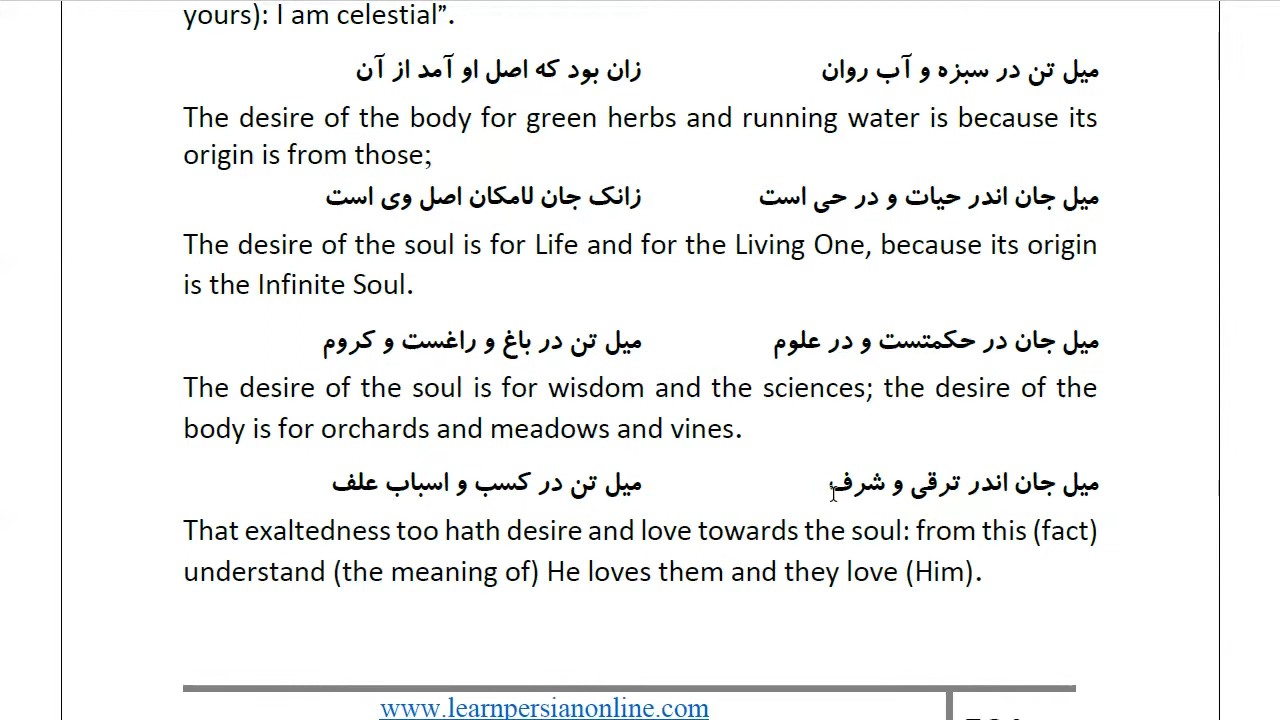 yours): I am celestial”.
میل تن در سبزه و آب روان زان بود که اصل او آمد از آن
The desire of the body for green herbs and running water is because its
origin is from those;
میل جان اندر حیات و در حی است زانک جان لامکان اصل وی است
The desire of the soul is for Life and for the Living One, because its origin
is the Infinite Soul.
میل جان در حکمتست و در علوم میل تن در باغ و راغست و کروم
The desire of the soul is for wisdom and the sciences; the desire of the
body is for orchards and meadows and vines.
میل جان اندر ترقی و شرف میل تن در کسب و اسباب علف
That exaltedness too hath desire and love towards the soul: from this (fact)
understand (the meaning of) He loves them and they love (Him).
www.learnpersianonline.com